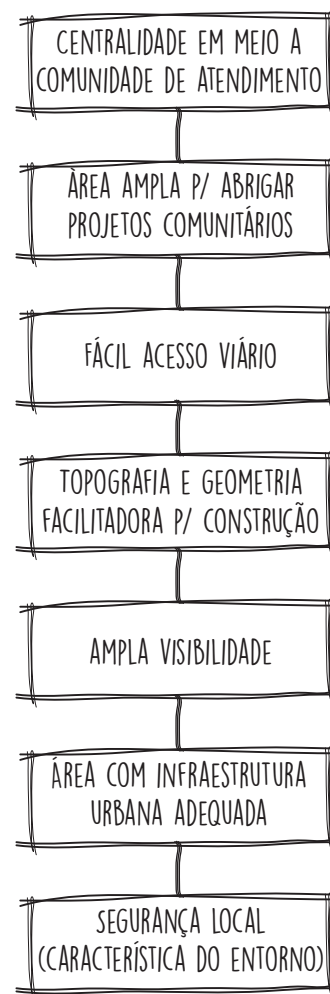 CENTRALIDADE EM MEIO A
COMUNIDADE DE ATENDIMENTO
ÀREA AMPLA P/ ABRIGAR
PROJETOS COMUNITÁRIOS
FÁCIL ACESSO VIÁRIO
TOPOGRAFIA E GEOMETRIA
FACILITADORA P/ CONSTRUÇÃO
AMPLA VISIBILIDADE
ÁREA COM INFRAESTRUTURA
URBANA ADEQUADA
SEGURANÇA LOCAL
(CARACTERÍSTICA DO ENTORNO)